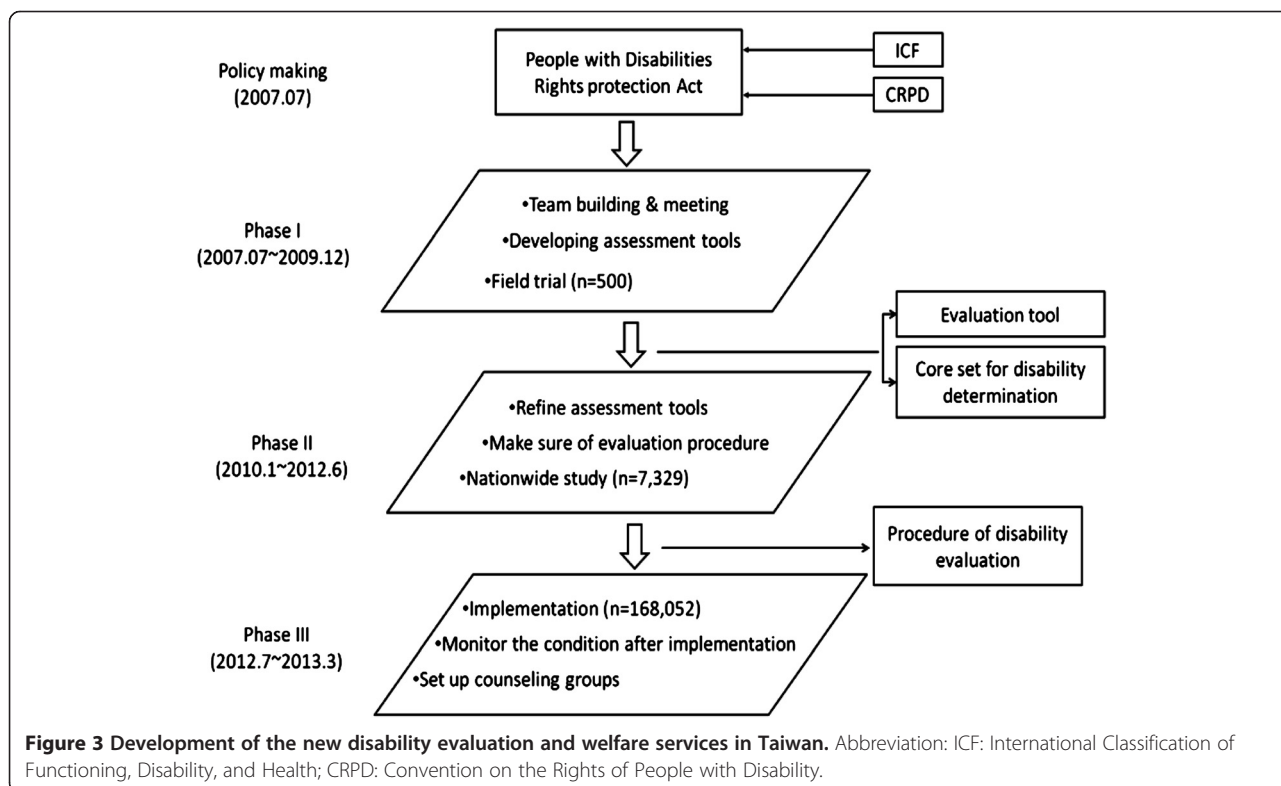 Policy making
(2007.07)
People with Disabilities
Rights protection Act
ICF
CRPD
Phase I
(2007.07~2009.12)
•Team building & meeting
•Developing assessment tools
•Field trial (n=500)
Evaluation tool
Core set for disability
determination
Phase II
(2010.1~2012.6)
•Refine assessment tools
•Make sure of evaluation procedure
•Nationwide study (n=7,329)
Procedure of disability
evaluation
Phase III
(2012.7~2013.3)
•Implementation (n=168,052)
•Monitor the condition after implementation
•Set up counseling groups
Figure 3 Development of the new disability evaluation and welfare services in Taiwan. Abbreviation: ICF: International Classification of
Functioning, Disability, and Health; CRPD: Convention on the Rights of People with Disability.